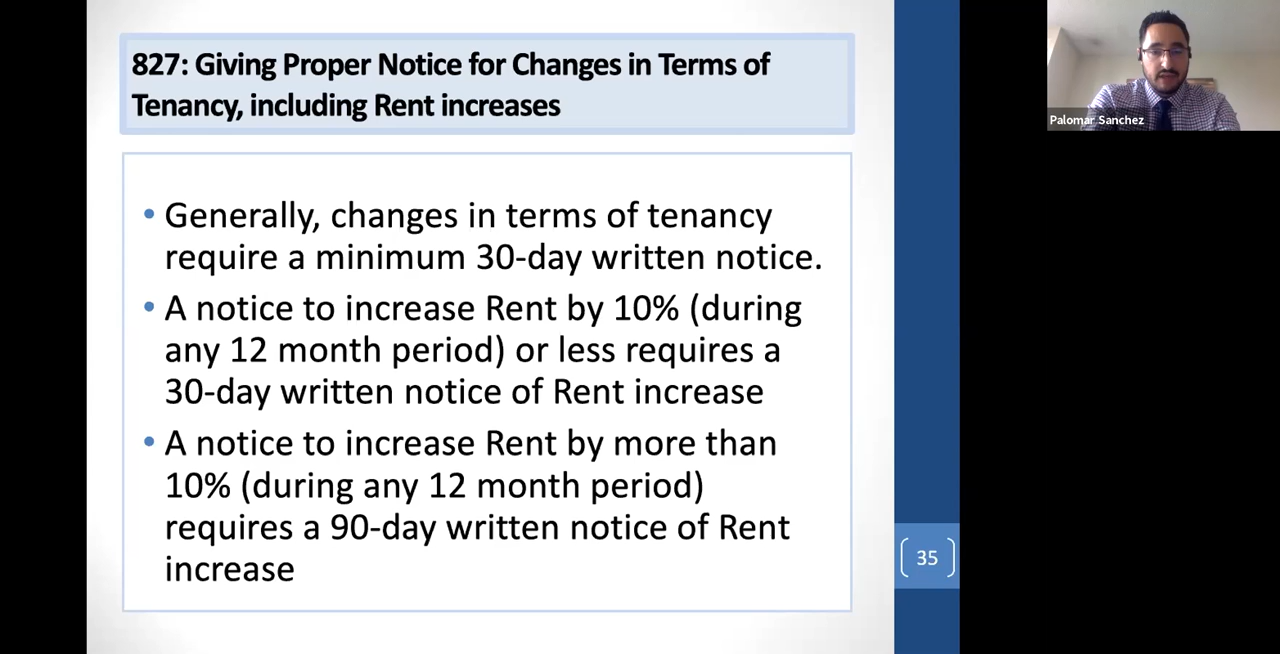 827: Giving Proper Notice for Changes in Terms of
Tenancy, including Rent increases
• Generally, changes in terms of tenancy
require a minimum 30-day written notice.
• A notice to increase Rent by 10% (during
any 12 month period) or less requires a
30-day written notice of Rent increase
• A notice to increase Rent by more than
10% (during any 12 month period)
requires a 90-day written notice of Rent
increase
35
Palomar Sanchez